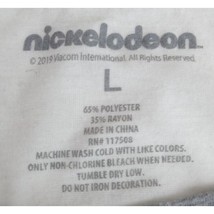 nickelodeon
© 2019 Viacom International. All Rights Reserved.
L
65% POLYESTER
35% RAYON
MADE IN CHINA
RN# 117508
MACHINE WASH COLD WITH LIKE COLORS.
ONLY NON-CHLORINE BLEACH WHEN NEEDED.
TUMBLE DRY LOW.
DO NOT IRON DECORATION.